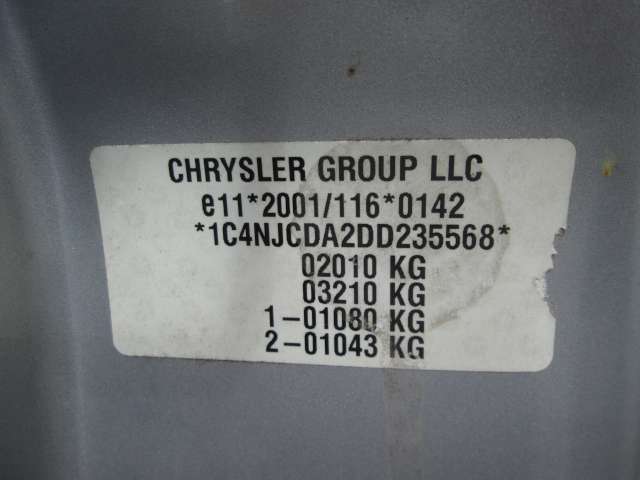 CHRYSLER GROUP LLC
e11*2001/116*0142
*1C4NJCDA2DD235568*
02010 KG
03210 KG
1-01080 KG
2-01043 KG